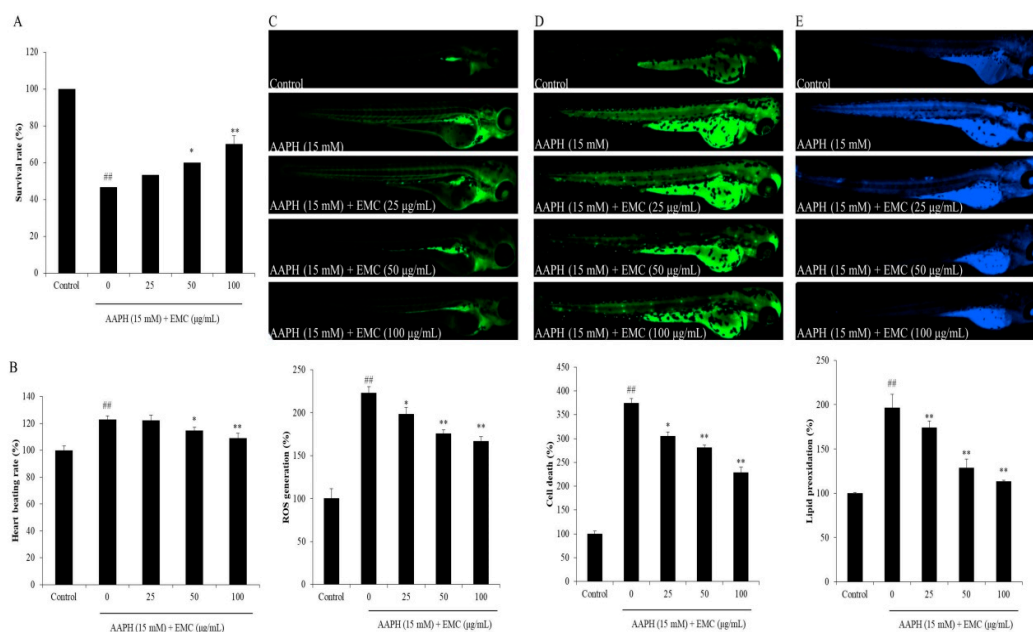 A
Survival rate (%)
120
100
80
60
40
20
0
##
*
**
Control 0 25 50 100
AAPH (15 mM) + EMC (μg/mL)
C
Control
AAPH (15 mM)
AAPH (15 mM) + EMC (25 μg/mL)
AAPH (15 mM) + EMC (50 μg/mL)
AAPH (15 mM) + EMC (100 μg/mL)
D
Control
AAPH (15 mM)
AAPH (15 mM) + EMC (25 μg/mL)
AAPH (15 mM) + EMC (50 μg/mL)
AAPH (15 mM) + EMC (100 μg/mL)
E
Control
AAPH (15 mM)
AAPH (15 mM) + EMC (25 μg/mL)
AAPH (15 mM) + EMC (50 μg/mL)
AAPH (15 mM) + EMC (100 μg/mL)
B
Heart beating rate (%)
140
120
100
80
60
40
20
0
##
*
**
Control 0 25 50 100
AAPH (15 mM) + EMC (μg/mL)
ROS generation (%)
250
200
150
100
50
0
##
*
**
**
Control 0 25 50 100
AAPH (15 mM) + EMC (μg/mL)
Cell death (%)
450
400
350
300
250
200
150
100
50
0
##
*
**
**
Control 0 25 50 100
AAPH (15 mM) + EMC (μg/mL)
Lipid preoxidation (%)
250
200
150
100
50
0
##
**
**
**
Control 0 25 50 100
AAPH (15 mM) + EMC (μg/mL)